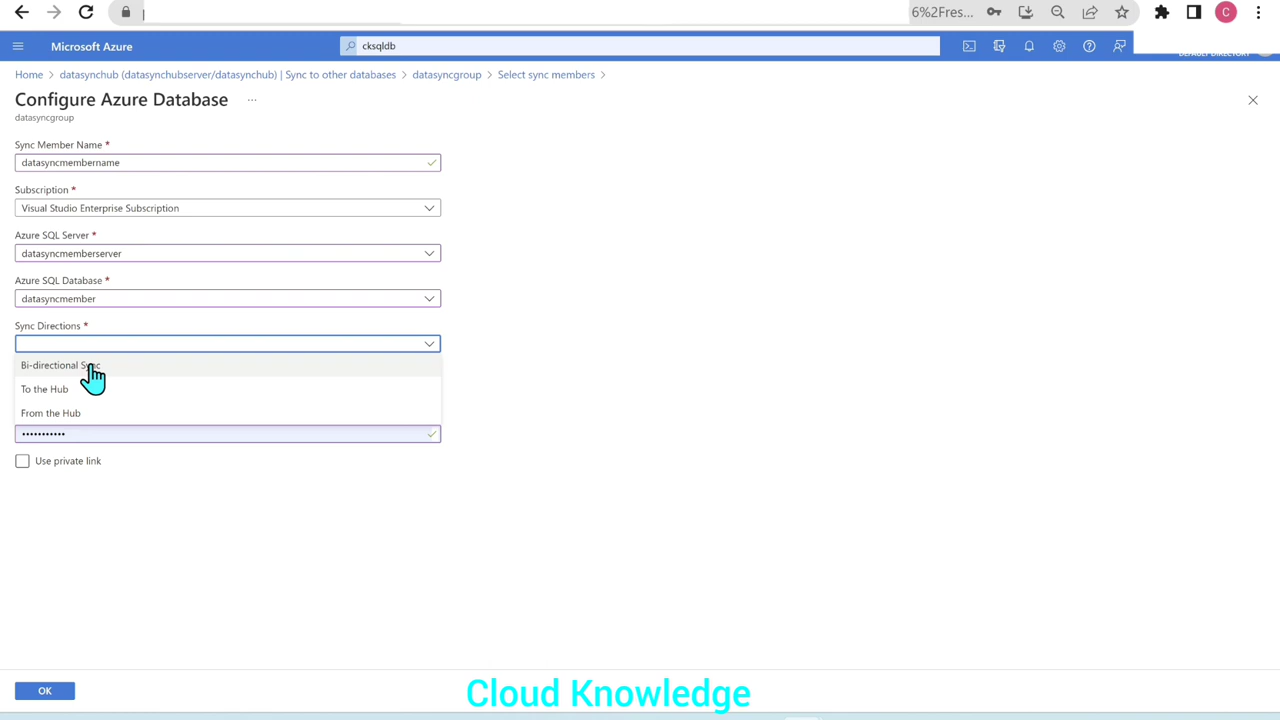 6%2Fres...
C
Microsoft Azure
cksqldb
Home > datasynchub (datasynchubserver/datasynchub) | Sync to other databases > datasyncgroup > Select sync members >
Configure Azure Database ...
datasyncgroup
Sync Member Name *
datasyncmembername
Subscription *
Visual Studio Enterprise Subscription
Azure SQL Server *
datasyncmemberserver
Azure SQL Database *
datasyncmember
Sync Directions *
Bi-directional Sync
To the Hub
From the Hub
•••••••••••
Use private link
OK
Cloud Knowledge